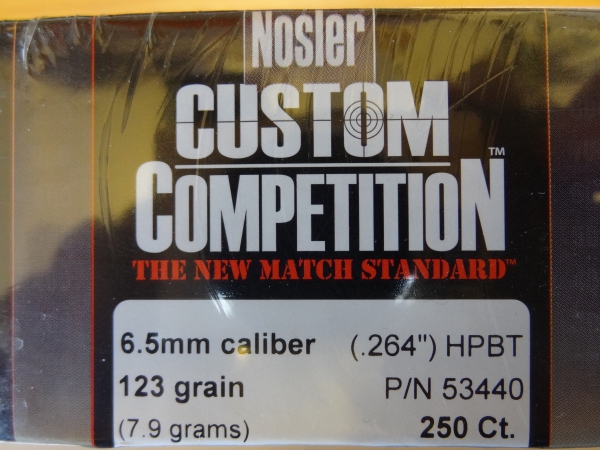 Nosler
CUSTOM
COMPETITION™
THE NEW MATCH STANDARD™
6.5mm caliber (.264") HPBT
123 grain P/N 53440
(7.9 grams) 250 Ct.